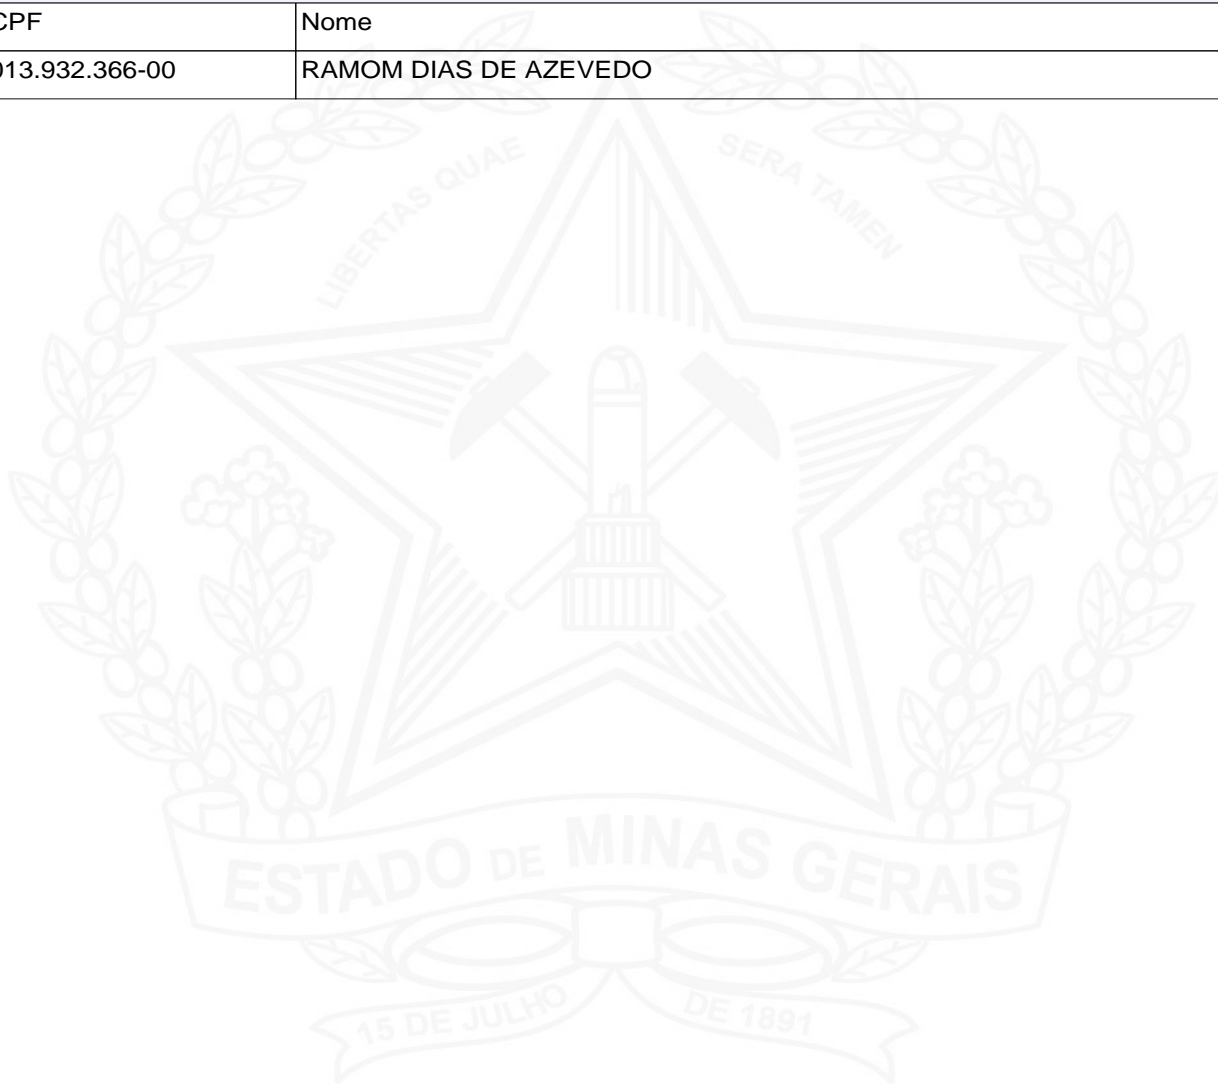 CPF Nome
013.932.366-00 RAMOM DIAS DE AZEVEDO
LIBERTAS QUAE SERA TAMEN
ESTADO DE MINAS GERAIS
15 DE JULHO DE 1891